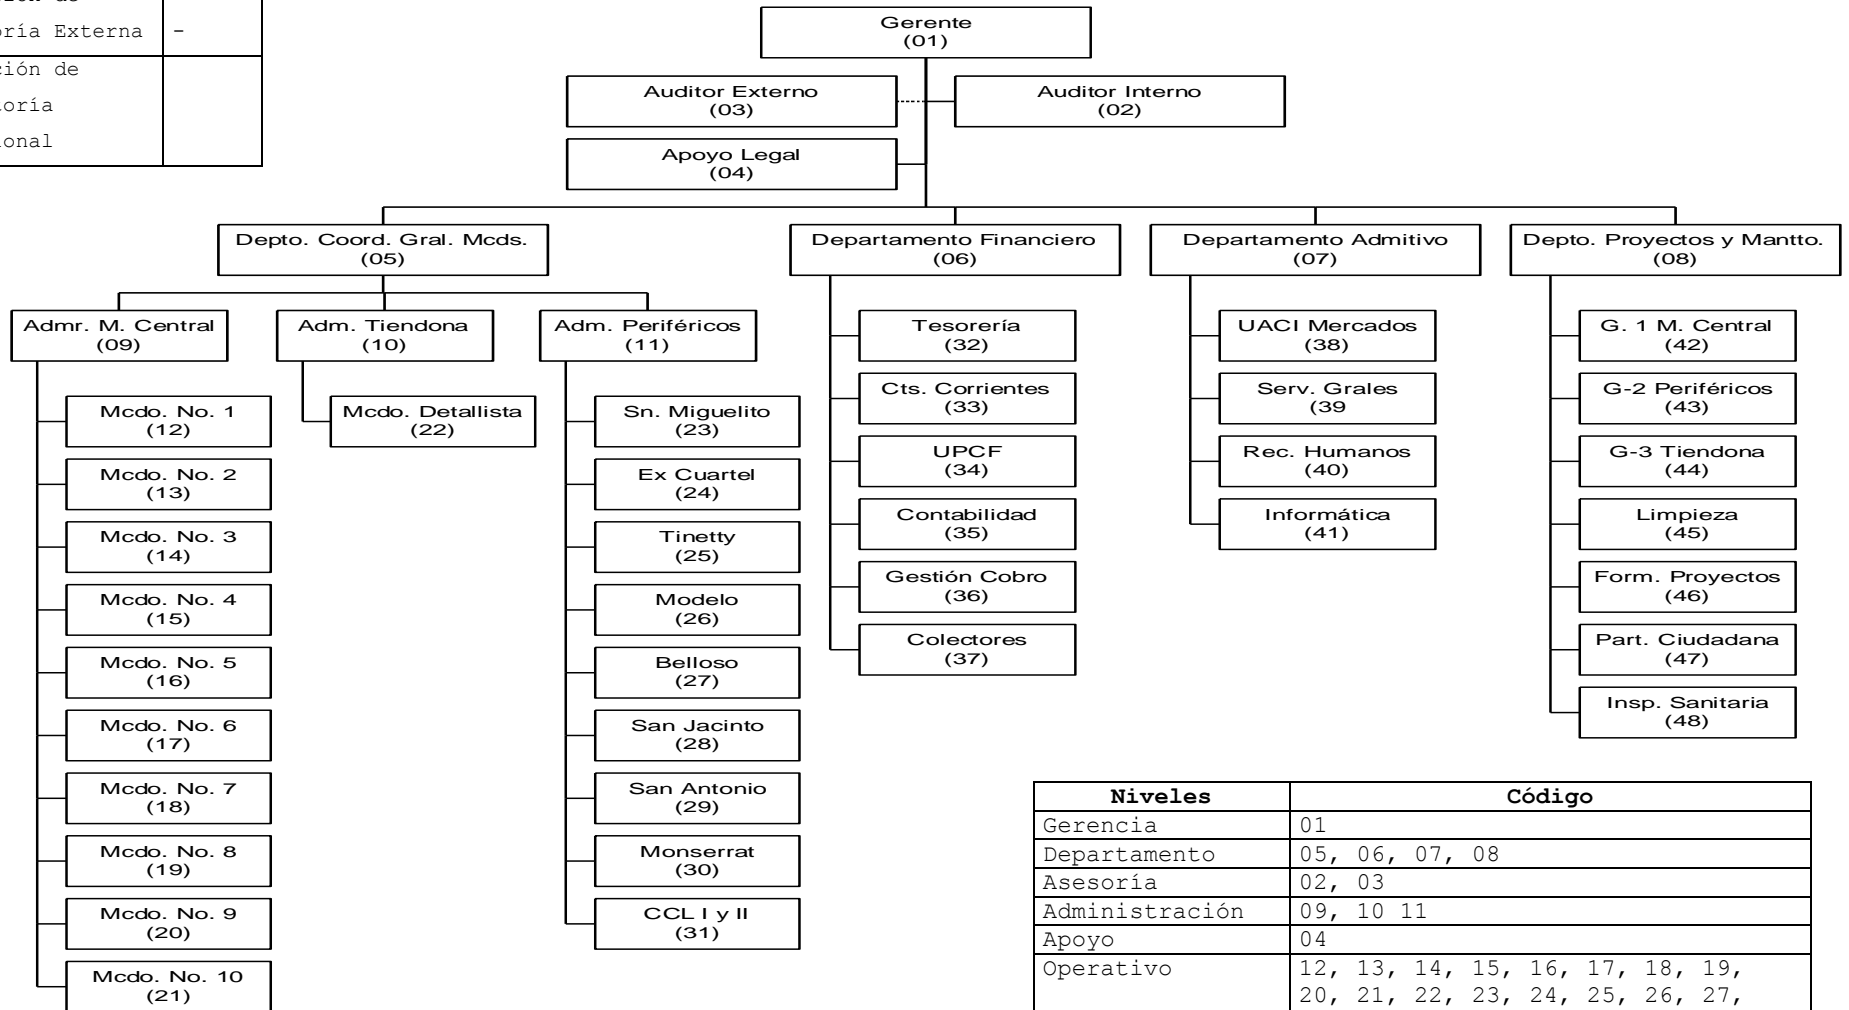 oría Externa -
ción de
toría
ional
Gerente
(01)
Auditor Externo
(03)
Auditor Interno
(02)
Apoyo Legal
(04)
Depto. Coord. Gral. Mcds.
(05)
Departamento Financiero
(06)
Departamento Admitivo
(07)
Depto. Proyectos y Mantto.
(08)
Admr. M. Central
(09)
Adm. Tiendona
(10)
Adm. Periféricos
(11)
Mcdo. No. 1
(12)
Mcdo. No. 2
(13)
Mcdo. No. 3
(14)
Mcdo. No. 4
(15)
Mcdo. No. 5
(16)
Mcdo. No. 6
(17)
Mcdo. No. 7
(18)
Mcdo. No. 8
(19)
Mcdo. No. 9
(20)
Mcdo. No. 10
(21)
Mcdo. Detallista
(22)
Sn. Miguelito
(23)
Ex Cuartel
(24)
Tinetty
(25)
Modelo
(26)
Belloso
(27)
San Jacinto
(28)
San Antonio
(29)
Monserrat
(30)
CCL I y II
(31)
Tesorería
(32)
Cts. Corrientes
(33)
UPCF
(34)
Contabilidad
(35)
Gestión Cobro
(36)
Colectores
(37)
UACI Mercados
(38)
Serv. Grales
(39
Rec. Humanos
(40)
Informática
(41)
G. 1 M. Central
(42)
G-2 Periféricos
(43)
G-3 Tiendona
(44)
Limpieza
(45)
Form. Proyectos
(46)
Part. Ciudadana
(47)
Insp. Sanitaria
(48)
Niveles Código
Gerencia 01
Departamento 05, 06, 07, 08
Asesoría 02, 03
Administración 09, 10 11
Apoyo 04
Operativo 12, 13, 14, 15, 16, 17, 18, 19,
20, 21, 22, 23, 24, 25, 26, 27,